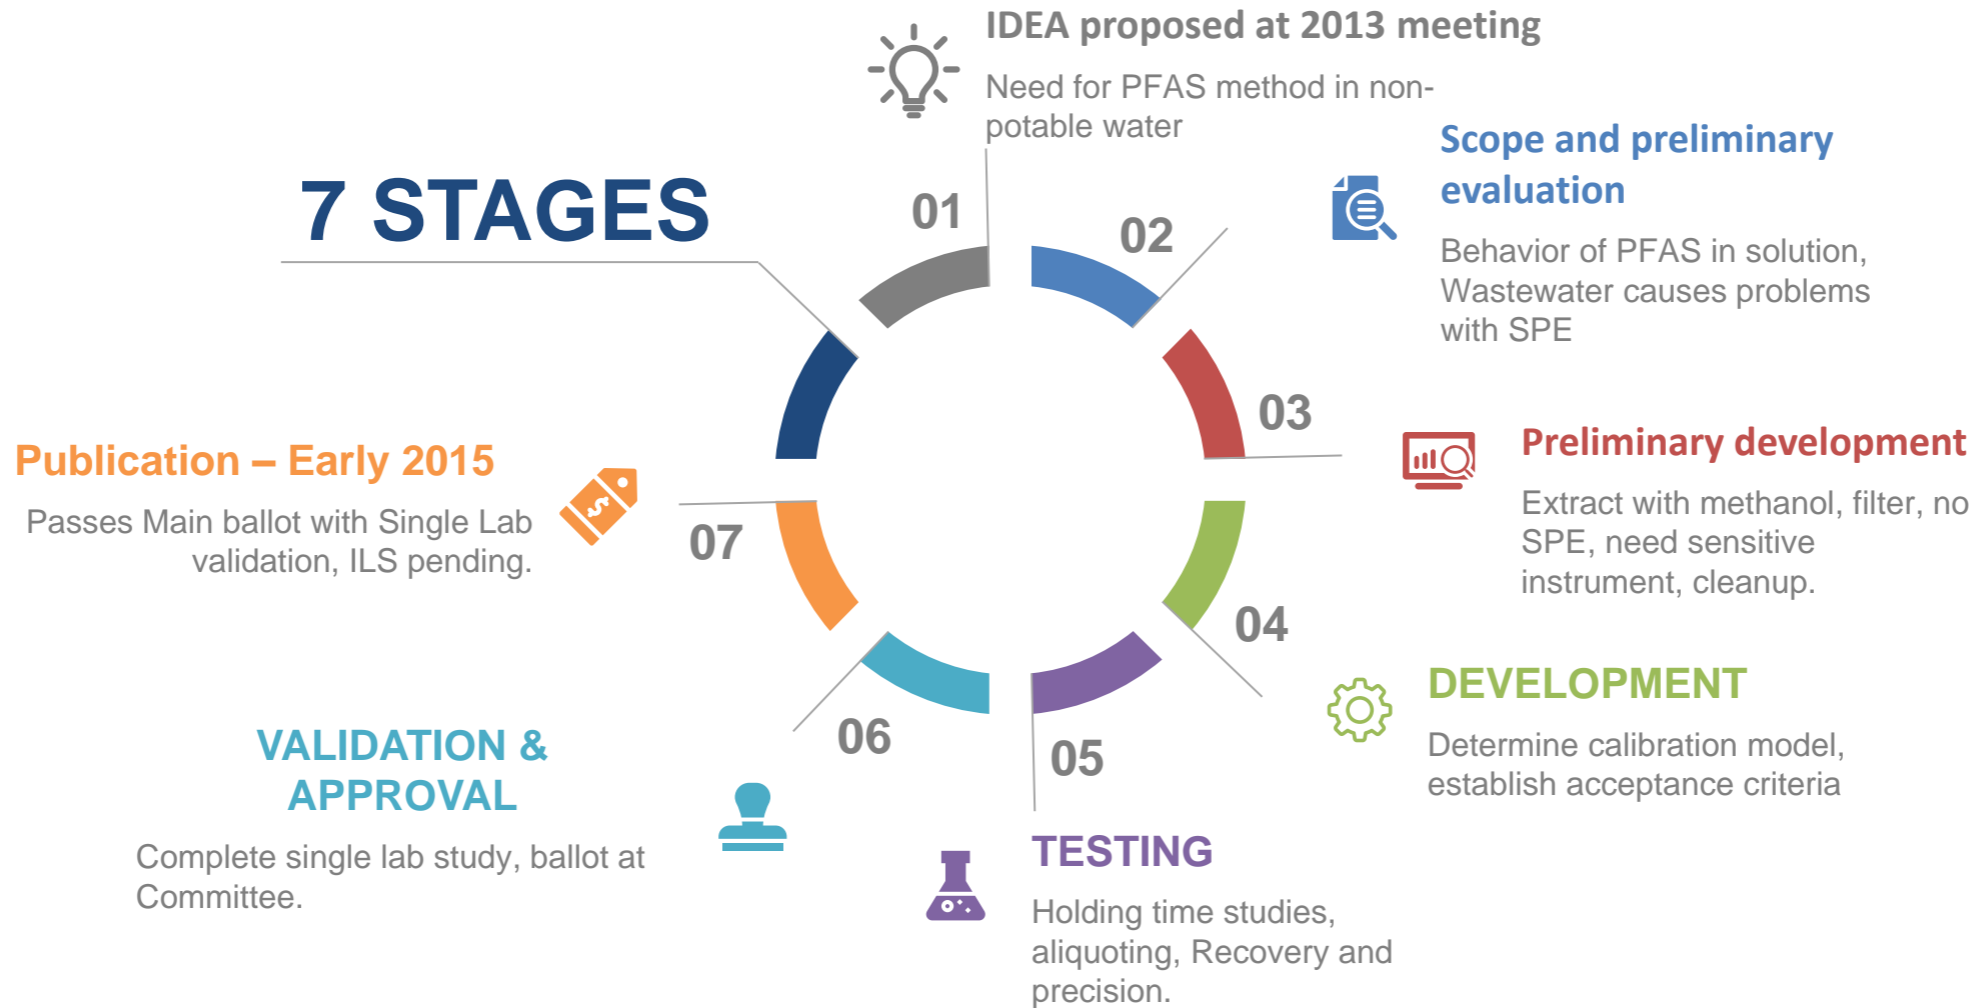 7 STAGES
01
IDEA proposed at 2013 meeting
Need for PFAS method in non-
potable water
02
Scope and preliminary
evaluation
Behavior of PFAS in solution,
Wastewater causes problems
with SPE
03
Preliminary development
Extract with methanol, filter, no
SPE, need sensitive
instrument, cleanup.
04
DEVELOPMENT
Determine calibration model,
establish acceptance criteria
05
TESTING
Holding time studies,
aliquoting, Recovery and
precision.
06
VALIDATION &
APPROVAL
Complete single lab study, ballot at
Committee.
07
Publication – Early 2015
Passes Main ballot with Single Lab
validation, ILS pending.
$